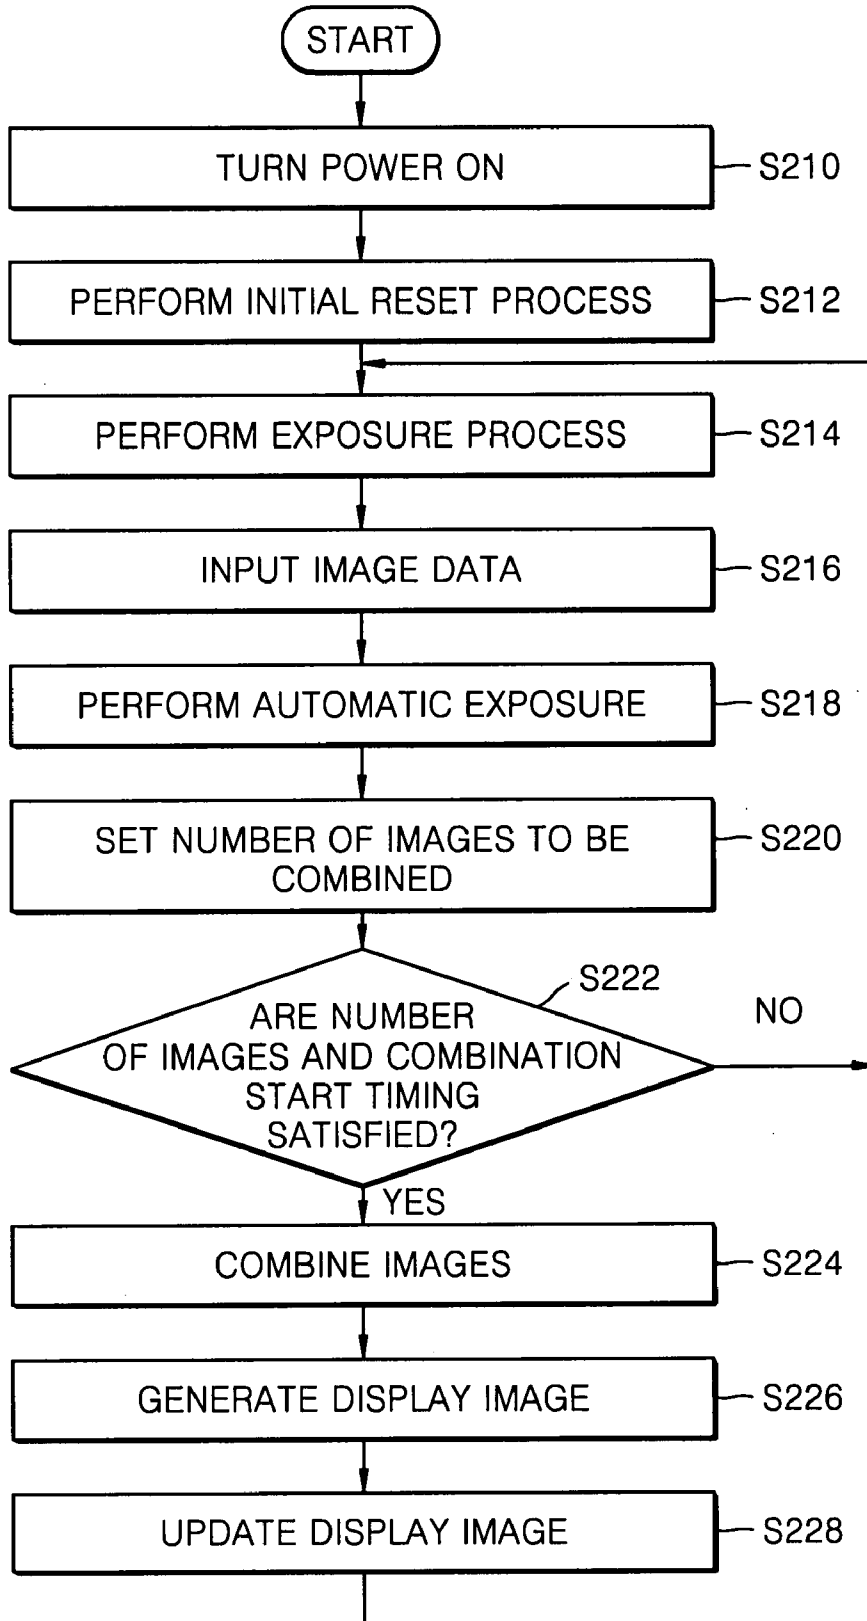 START
TURN POWER ON
S210
PERFORM INITIAL RESET PROCESS
S212
PERFORM EXPOSURE PROCESS
S214
INPUT IMAGE DATA
S216
PERFORM AUTOMATIC EXPOSURE
S218
SET NUMBER OF IMAGES TO BE
COMBINED
S220
S222
ARE NUMBER
OF IMAGES AND COMBINATION
START TIMING
SATISFIED?
NO
YES
COMBINE IMAGES
S224
GENERATE DISPLAY IMAGE
S226
UPDATE DISPLAY IMAGE
S228